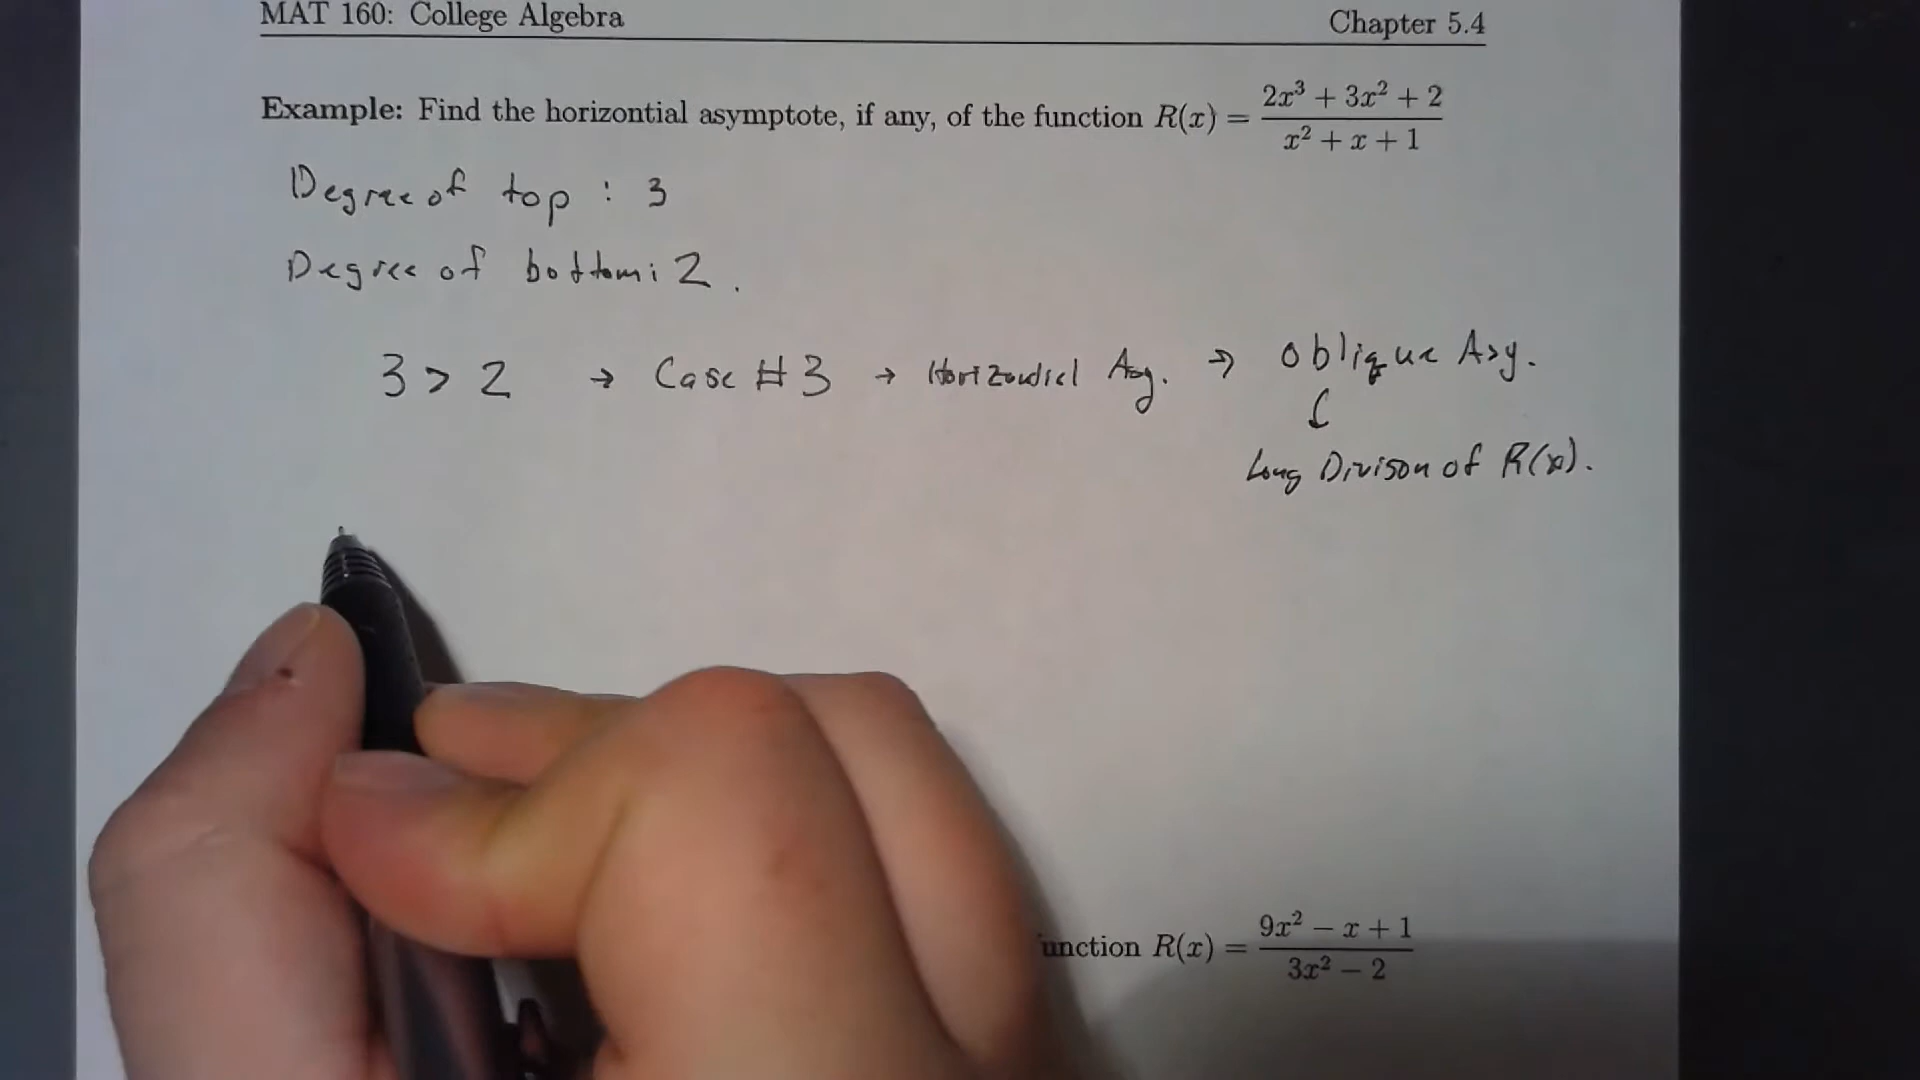 MAT 160: College Algebra Chapter 5.4
Example: Find the horizontial asymptote, if any, of the function R(x) = \frac{2x³ + 3x² + 2}{x² + x + 1}
Degree of top : 3
Degree of bottom : 2.
3 > 2 → Case # 3 → Asy. → Oblique Asy.
↓
Long Divison of R(x).
unction R(x) = \frac{9x² − x + 1}{3x² − 2}